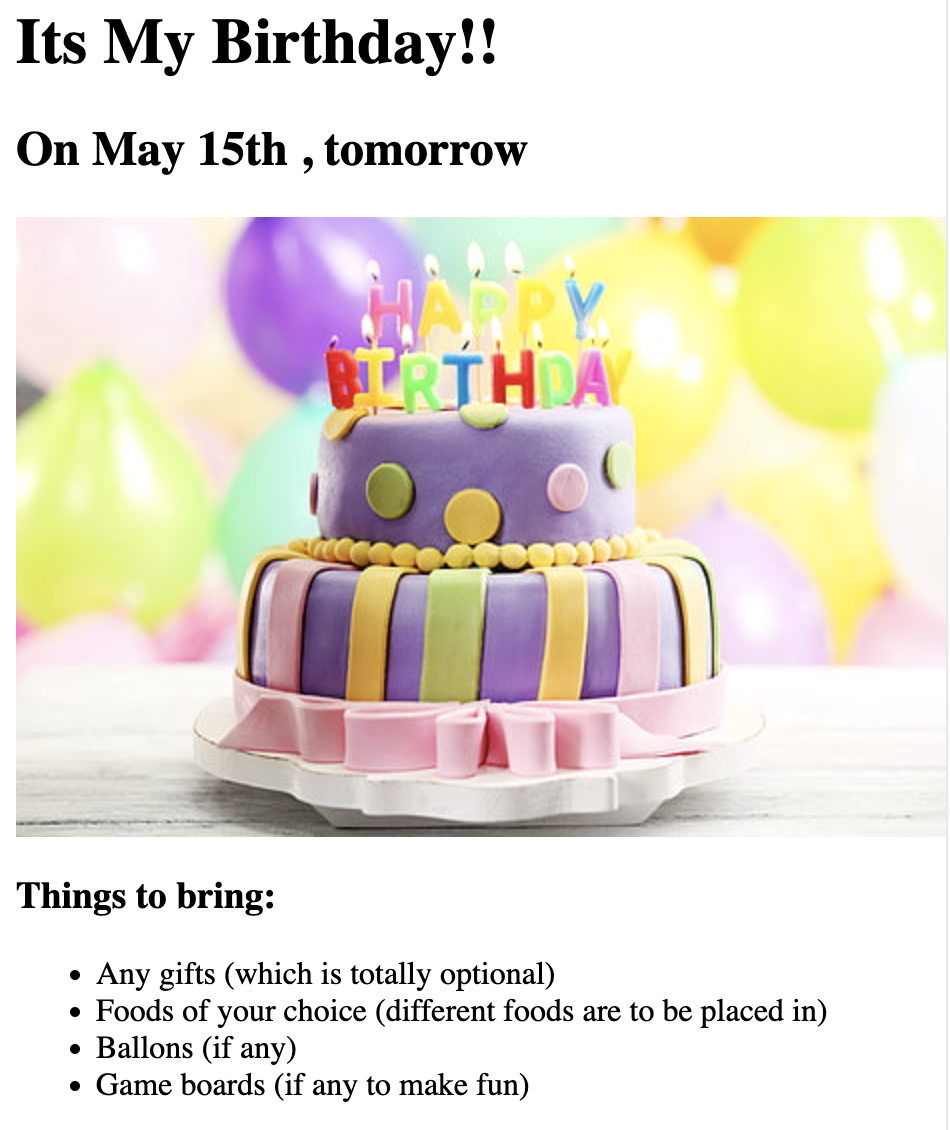 Its My Birthday!!
On May 15th , tomorrow
HAPPY
BIRTHDAY
Things to bring:
Any gifts (which is totally optional)
Foods of your choice (different foods are to be placed in)
Ballons (if any)
Game boards (if any to make fun)